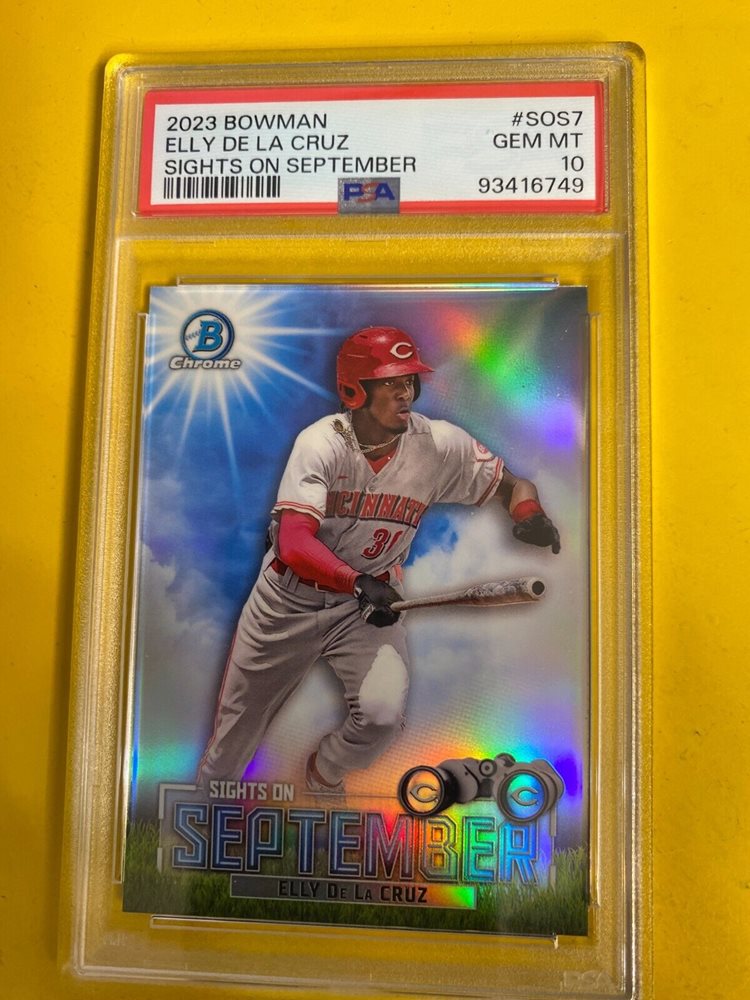 2023 BOWMAN #SOS7
ELLY DE LA CRUZ GEM MT
SIGHTS ON SEPTEMBER 10
PSA 93416749
B
Chrome
C
CINCINNATI
SIGHTS ON
SEPTEMBER
C C
ELLY DE LA CRUZ
PSA